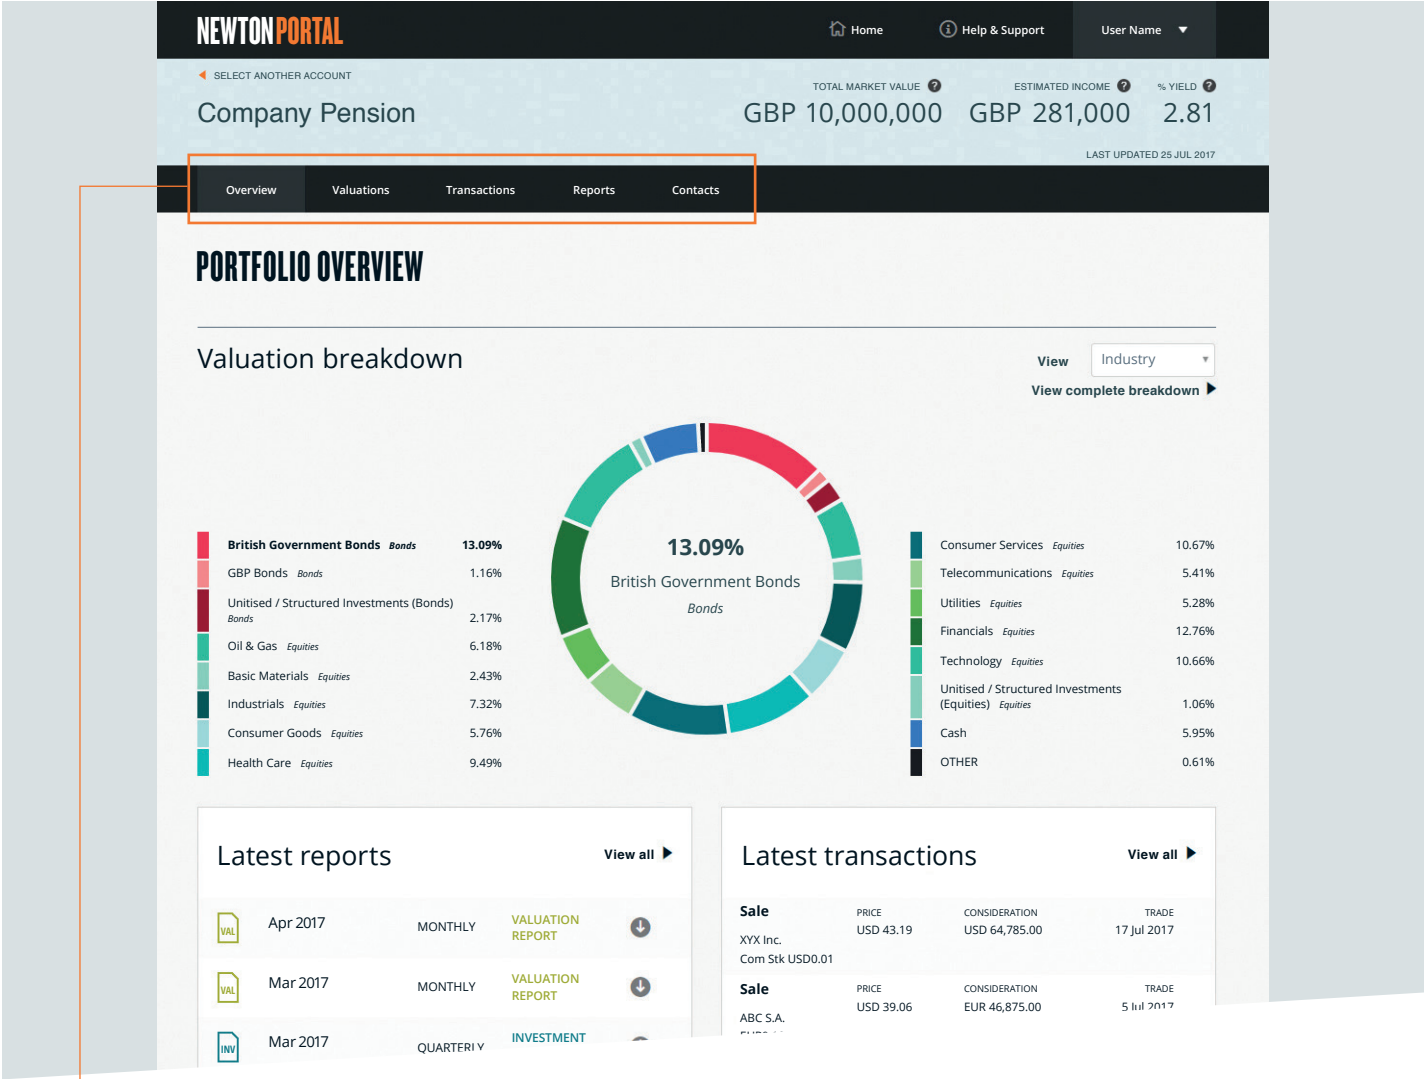 NEWTON PORTAL
Home
Help & Support
User Name
SELECT ANOTHER ACCOUNT
Company Pension
TOTAL MARKET VALUE ?
GBP 10,000,000
ESTIMATED INCOME ?
GBP 281,000
% YIELD ?
2.81
LAST UPDATED 25 JUL 2017
Overview
Valuations
Transactions
Reports
Contacts
PORTFOLIO OVERVIEW
Valuation breakdown
View
Industry
View complete breakdown
British Government Bonds Bonds 13.09%
GBP Bonds Bonds 1.16%
Unitised / Structured Investments (Bonds)
Bonds 2.17%
Oil & Gas Equities 6.18%
Basic Materials Equities 2.43%
Industrials Equities 7.32%
Consumer Goods Equities 5.76%
Health Care Equities 9.49%
13.09%
British Government Bonds
Bonds
Consumer Services Equities 10.67%
Telecommunications Equities 5.41%
Utilities Equities 5.28%
Financials Equities 12.76%
Technology Equities 10.66%
Unitised / Structured Investments
(Equities) Equities 1.06%
Cash 5.95%
OTHER 0.61%
Latest reports
View all
VAL
Apr 2017
MONTHLY
VALUATION
REPORT
VAL
Mar 2017
MONTHLY
VALUATION
REPORT
INV
Mar 2017
QUARTERLY
INVESTMENT
Latest transactions
View all
Sale
XYX Inc.
Com Stk USD0.01
PRICE
USD 43.19
CONSIDERATION
USD 64,785.00
TRADE
17 Jul 2017
Sale
ABC S.A.
PRICE
USD 39.06
CONSIDERATION
EUR 46,875.00
TRADE
5 Jul 2017